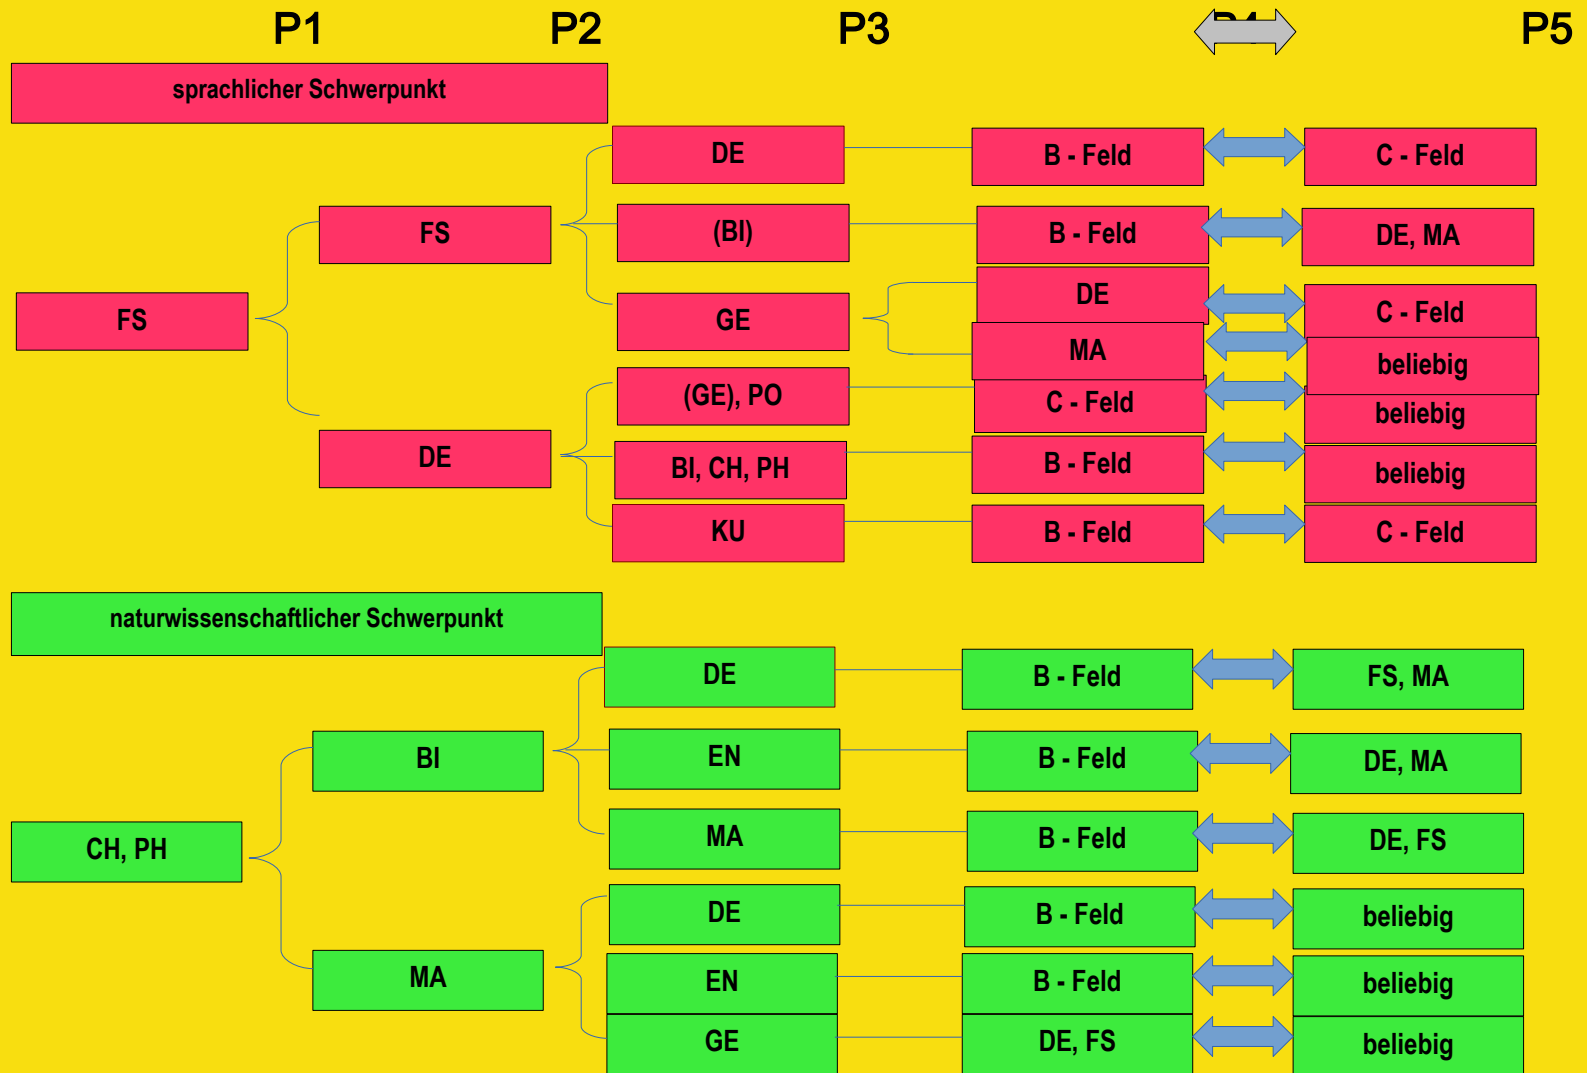 P1 P2 P3 P4 P5
sprachlicher Schwerpunkt
DE B - Feld C - Feld
FS (BI) B - Feld DE, MA
DE
FS GE C - Feld
MA beliebig
(GE), PO C - Feld beliebig
DE BI, CH, PH B - Feld beliebig
KU B - Feld C - Feld
naturwissenschaftlicher Schwerpunkt
DE B - Feld FS, MA
BI EN B - Feld DE, MA
CH, PH MA B - Feld DE, FS
DE B - Feld beliebig
MA EN B - Feld beliebig
GE DE, FS beliebig